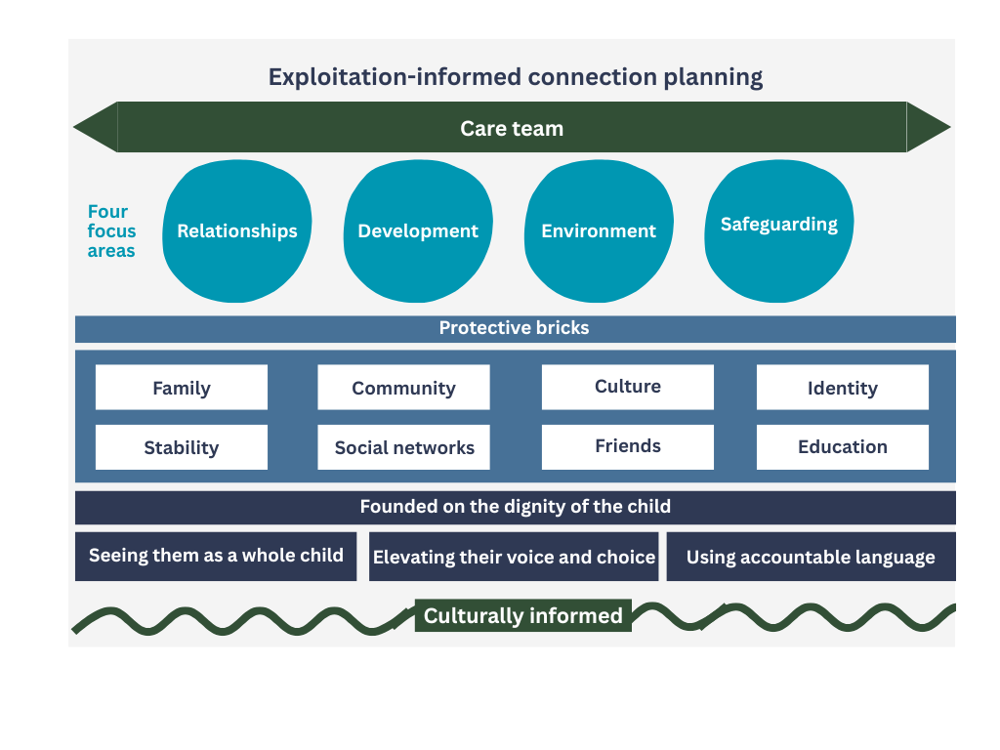 Exploitation-informed connection planning
Care team
Four
focus
areas
Relationships
Development
Environment
Safeguarding
Protective bricks
Family
Community
Culture
Identity
Stability
Social networks
Friends
Education
Founded on the dignity of the child
Seeing them as a whole child
Elevating their voice and choice
Using accountable language
Culturally informed